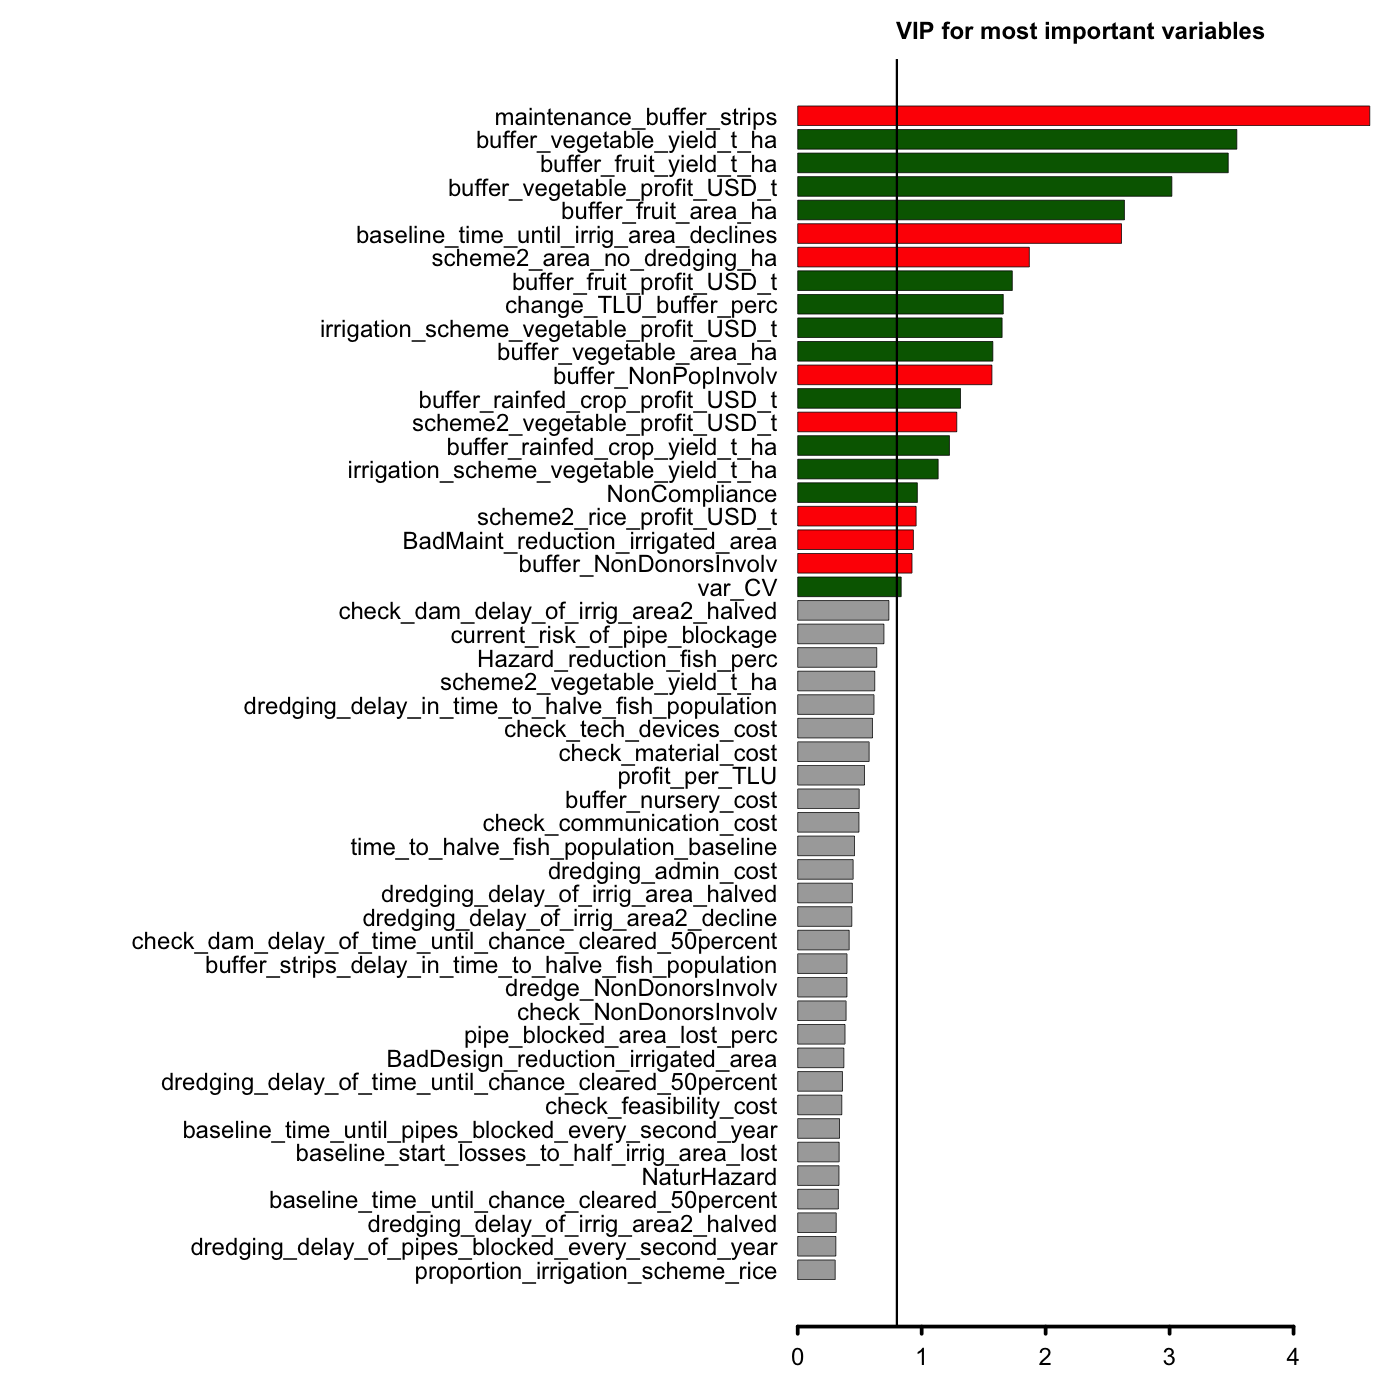 VIP for most important variables
maintenance_buffer_strips
buffer_vegetable_yield_t_ha
buffer_fruit_yield_t_ha
buffer_vegetable_profit_USD_t
buffer_fruit_area_ha
baseline_time_until_irrig_area_declines
scheme2_area_no_dredging_ha
buffer_fruit_profit_USD_t
change_TLU_buffer_perc
irrigation_scheme_vegetable_profit_USD_t
buffer_vegetable_area_ha
buffer_NonPopInvolv
buffer_rainfed_crop_profit_USD_t
scheme2_vegetable_profit_USD_t
buffer_rainfed_crop_yield_t_ha
irrigation_scheme_vegetable_yield_t_ha
NonCompliance
scheme2_rice_profit_USD_t
BadMaint_reduction_irrigated_area
buffer_NonDonorsInvolv
var_CV
check_dam_delay_of_irrig_area2_halved
current_risk_of_pipe_blockage
Hazard_reduction_fish_perc
scheme2_vegetable_yield_t_ha
dredging_delay_in_time_to_halve_fish_population
check_tech_devices_cost
check_material_cost
profit_per_TLU
buffer_nursery_cost
check_communication_cost
time_to_halve_fish_population_baseline
dredging_admin_cost
dredging_delay_of_irrig_area_halved
dredging_delay_of_irrig_area2_decline
check_dam_delay_of_time_until_chance_cleared_50percent
buffer_strips_delay_in_time_to_halve_fish_population
dredge_NonDonorsInvolv
check_NonDonorsInvolv
pipe_blocked_area_lost_perc
BadDesign_reduction_irrigated_area
dredging_delay_of_time_until_chance_cleared_50percent
check_feasibility_cost
baseline_time_until_pipes_blocked_every_second_year
baseline_start_losses_to_half_irrig_area_lost
NaturHazard
baseline_time_until_chance_cleared_50percent
dredging_delay_of_irrig_area2_halved
dredging_delay_of_pipes_blocked_every_second_year
proportion_irrigation_scheme_rice
0 1 2 3 4